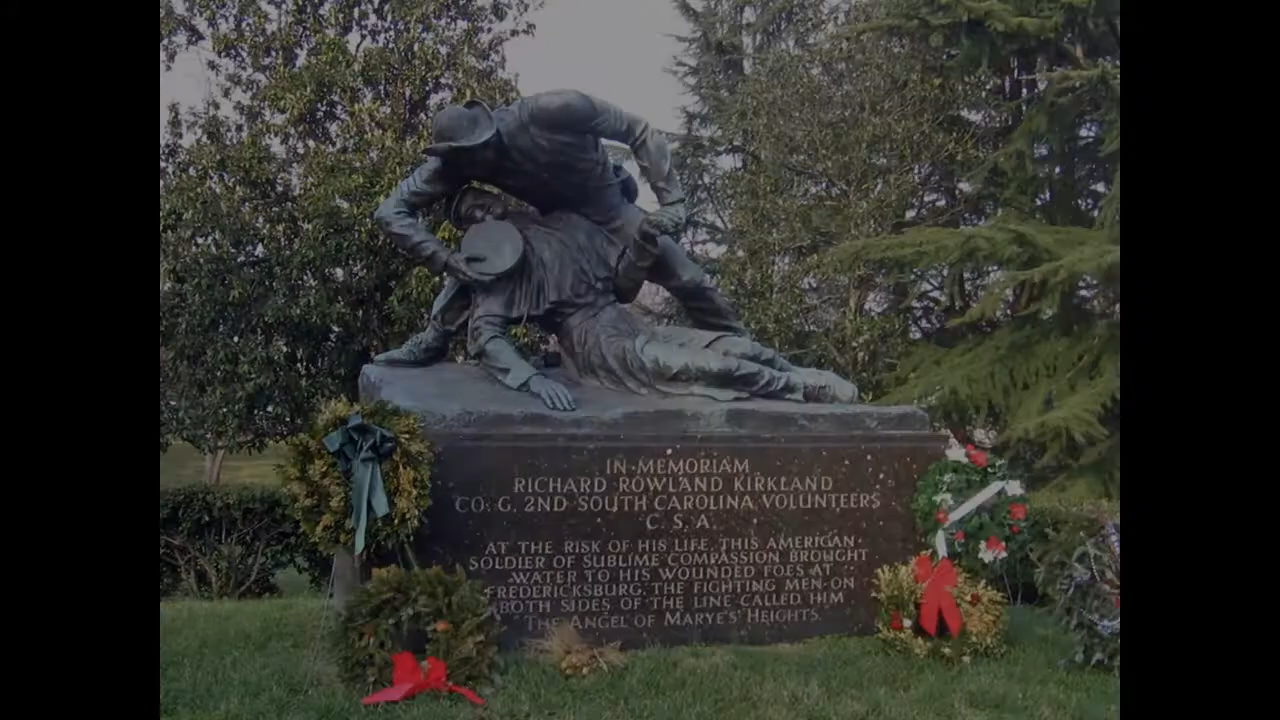 IN MEMORIAM
RICHARD ROWLAND KIRKLAND
CO. G. 2ND SOUTH CAROLINA VOLUNTEERS
C. S. A.
AT THE RISK OF HIS LIFE, THIS AMERICAN
SOLDIER OF SUBLIME COMPASSION BROUGHT
WATER TO HIS WOUNDED FOES AT
FREDERICKSBURG. THE FIGHTING MEN ON
BOTH SIDES OF THE LINE CALLED HIM
"THE ANGEL OF MARYE'S HEIGHTS.